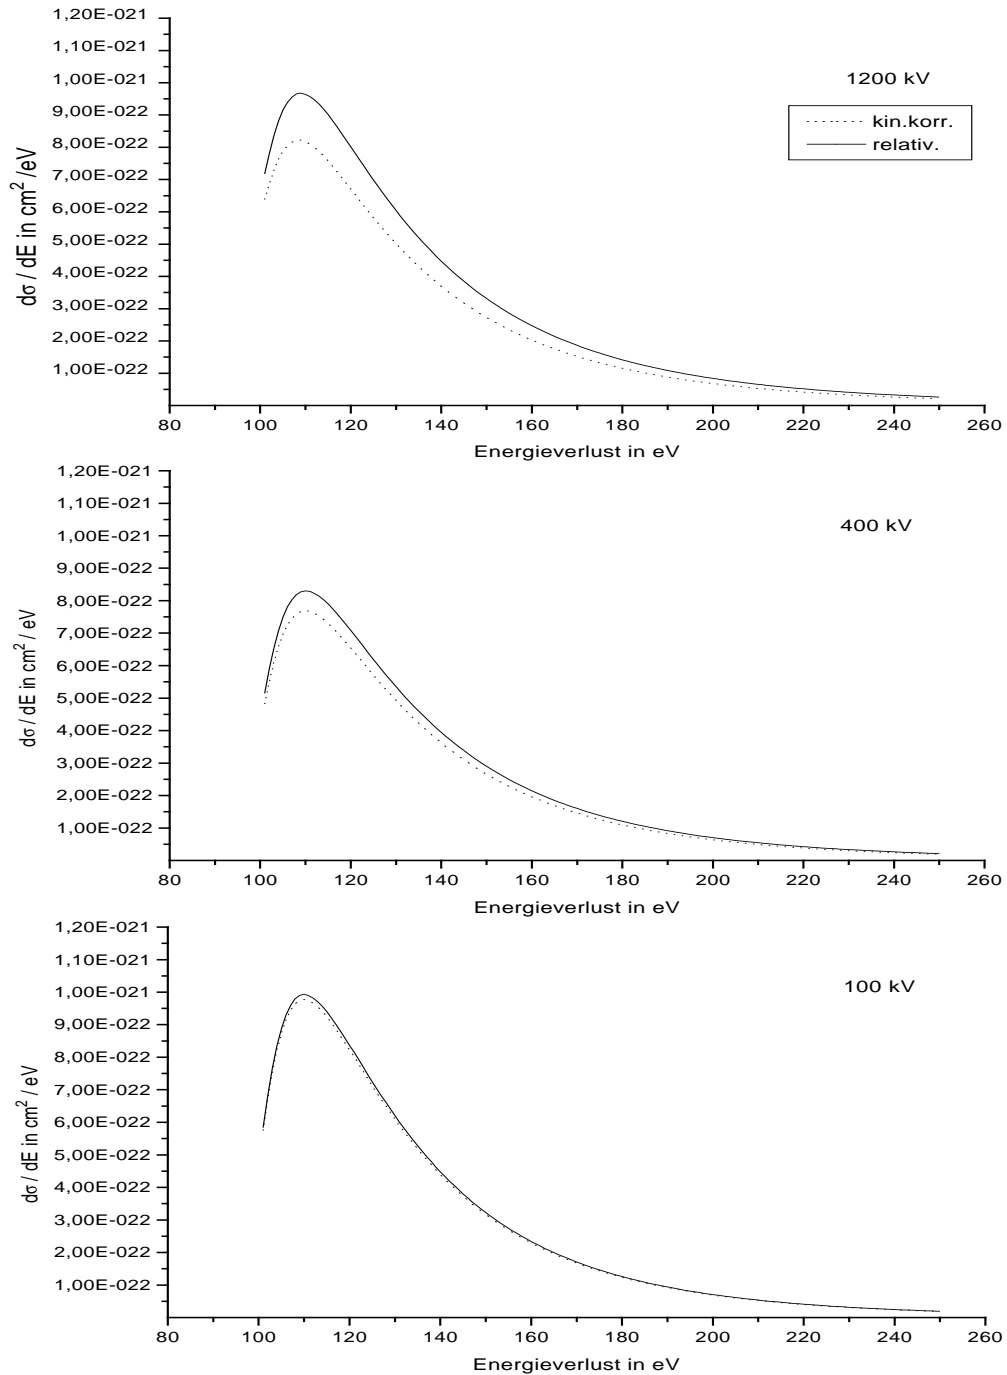 1,20E-021
1,10E-021
1,00E-021
9,00E-022
8,00E-022
7,00E-022
6,00E-022
5,00E-022
4,00E-022
3,00E-022
2,00E-022
1,00E-022
dσ / dE in cm² /eV
1200 kV
kin.korr.
relativ.
80 100 120 140 160 180 200 220 240 260
Energieverlust in eV
1,20E-021
1,10E-021
1,00E-021
9,00E-022
8,00E-022
7,00E-022
6,00E-022
5,00E-022
4,00E-022
3,00E-022
2,00E-022
1,00E-022
dσ / dE in cm² / eV
400 kV
80 100 120 140 160 180 200 220 240 260
Energieverlust in eV
1,20E-021
1,10E-021
1,00E-021
9,00E-022
8,00E-022
7,00E-022
6,00E-022
5,00E-022
4,00E-022
3,00E-022
2,00E-022
1,00E-022
dσ / dE in cm² / eV
100 kV
80 100 120 140 160 180 200 220 240 260
Energieverlust in eV